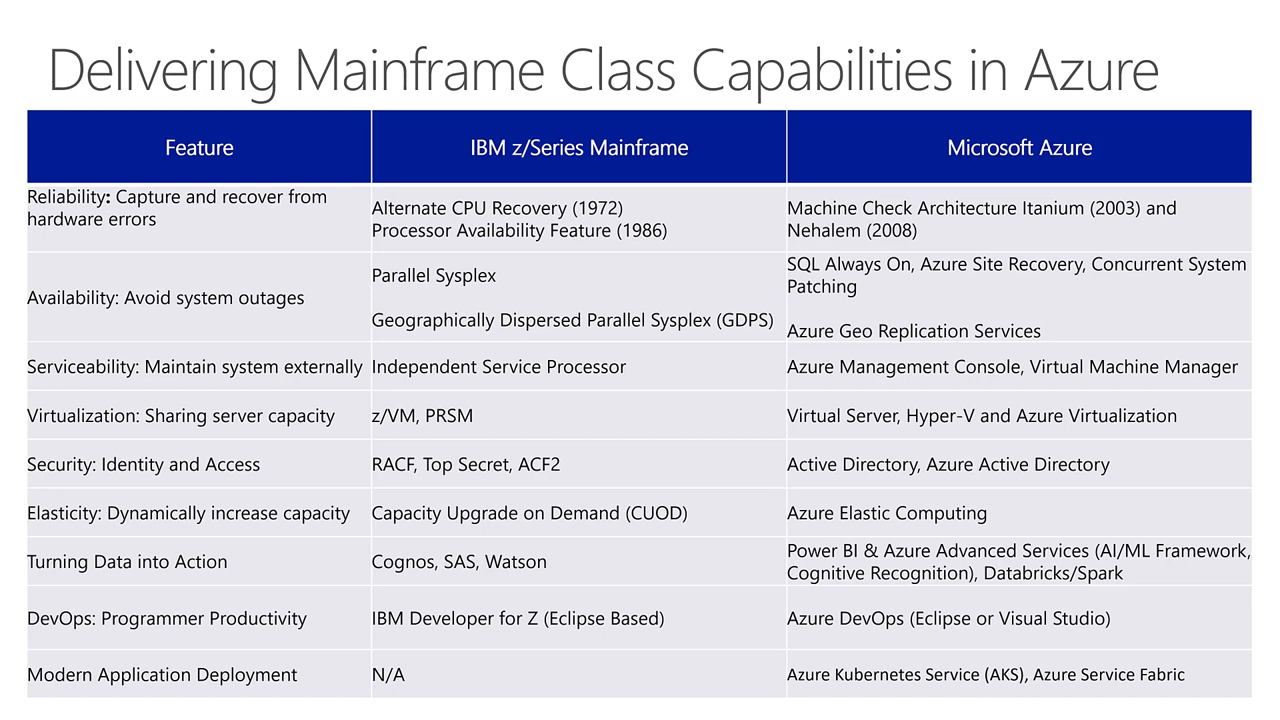 Delivering Mainframe Class Capabilities in Azure
Feature
IBM z/Series Mainframe
Microsoft Azure
Reliability: Capture and recover from
hardware errors
Alternate CPU Recovery (1972)
Processor Availability Feature (1986)
Machine Check Architecture Itanium (2003) and
Nehalem (2008)
Availability: Avoid system outages
Parallel Sysplex
Geographically Dispersed Parallel Sysplex (GDPS)
SQL Always On, Azure Site Recovery, Concurrent System
Patching
Azure Geo Replication Services
Serviceability: Maintain system externally
Independent Service Processor
Azure Management Console, Virtual Machine Manager
Virtualization: Sharing server capacity
z/VM, PRSM
Virtual Server, Hyper-V and Azure Virtualization
Security: Identity and Access
RACF, Top Secret, ACF2
Active Directory, Azure Active Directory
Elasticity: Dynamically increase capacity
Capacity Upgrade on Demand (CUOD)
Azure Elastic Computing
Turning Data into Action
Cognos, SAS, Watson
Power BI & Azure Advanced Services (AI/ML Framework,
Cognitive Recognition), Databricks/Spark
DevOps: Programmer Productivity
IBM Developer for Z (Eclipse Based)
Azure DevOps (Eclipse or Visual Studio)
Modern Application Deployment
N/A
Azure Kubernetes Service (AKS), Azure Service Fabric